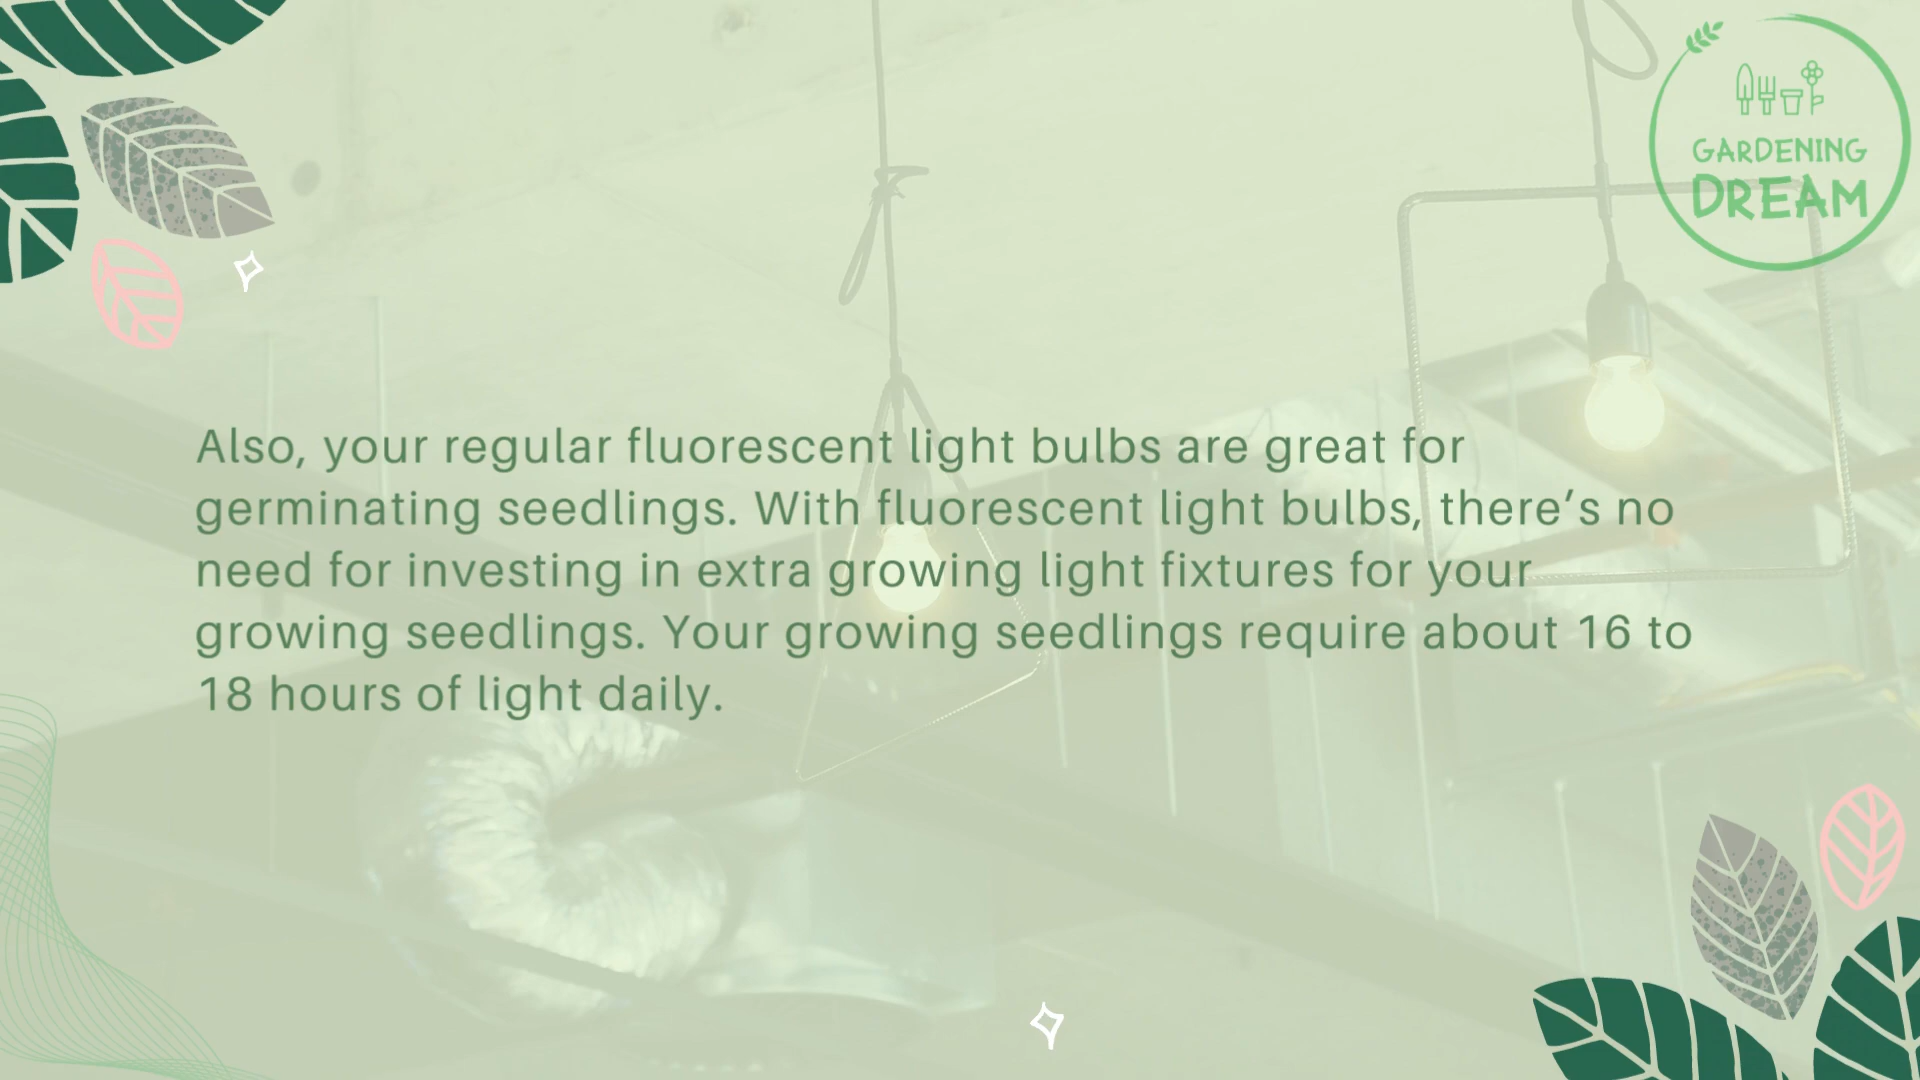 GARDENING
DREAM
Also, your regular fluorescent light bulbs are great for
germinating seedlings. With fluorescent light bulbs, there’s no
need for investing in extra growing light fixtures for your
growing seedlings. Your growing seedlings require about 16 to
18 hours of light daily.